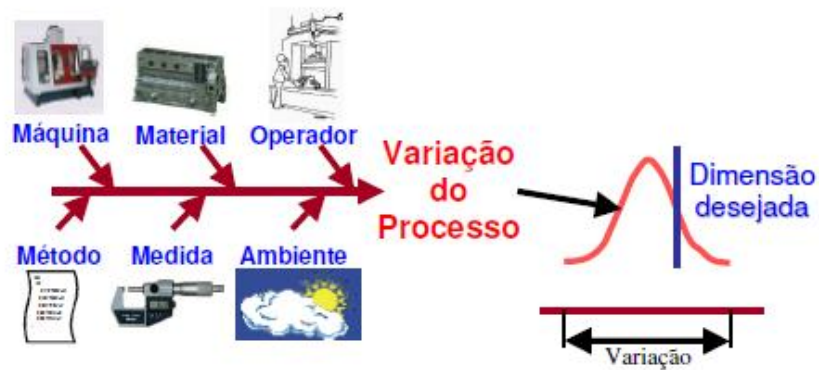 Máquina
Material
Operador
Variação
do
Processo
Dimensão
desejada
Método
Medida
Ambiente
Variação